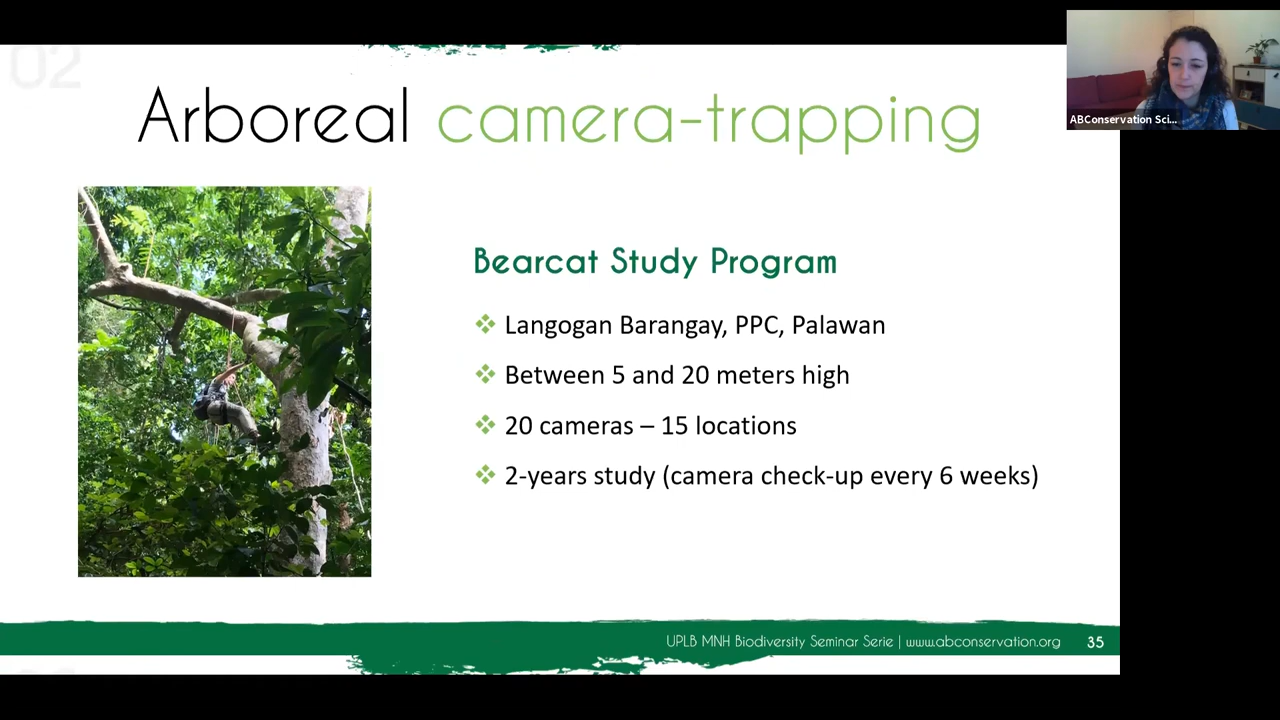 02
Arboreal camera-trapping
ABConservation Sci...
Bearcat Study Program
Langogan Barangay, PPC, Palawan
Between 5 and 20 meters high
20 cameras – 15 locations
2-years study (camera check-up every 6 weeks)
UPLB MNH Biodiversity Seminar Serie | www.abconservation.org 35